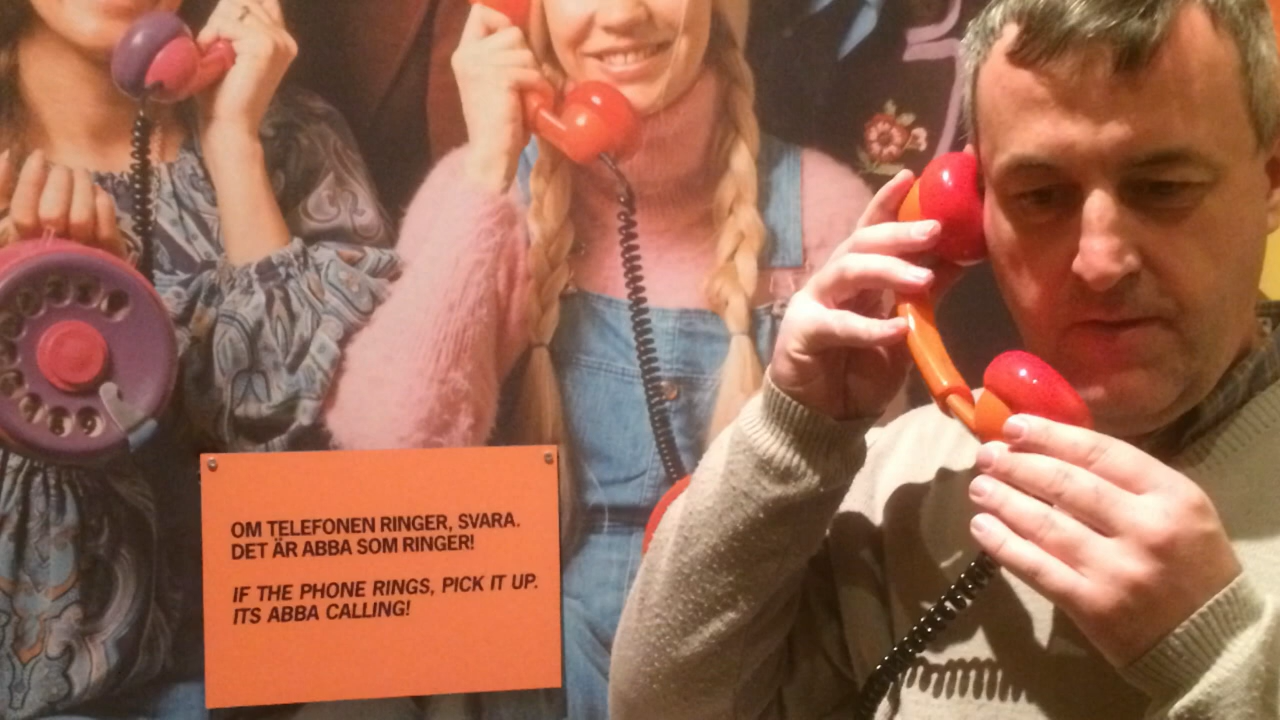 OM TELEFONEN RINGER, SVARA.
DET ÄR ABBA SOM RINGER!
IF THE PHONE RINGS, PICK IT UP.
ITS ABBA CALLING!